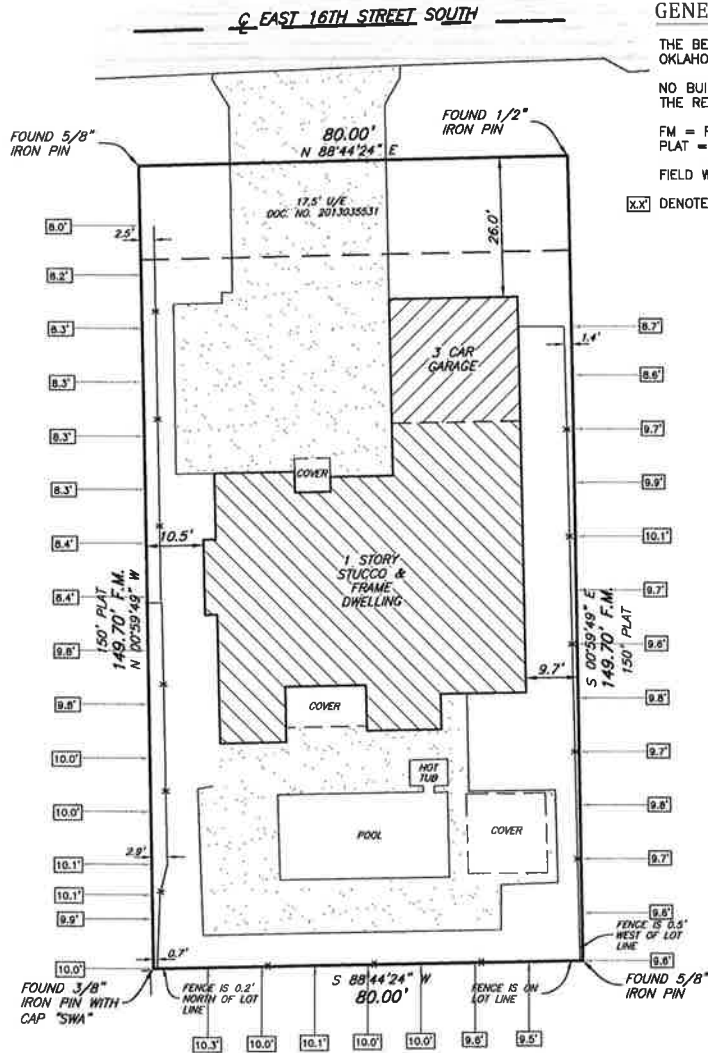 ℄ EAST 16TH STREET SOUTH
GENE
THE BE
OKLAHO
NO BUI
THE RE
FM = F
PLAT =
FIELD W
X.X' DENOTE
FOUND 5/8"
IRON PIN
FOUND 1/2"
IRON PIN
80.00'
N 88°44'24" E
17.5' U/E
DOC. NO. 2013035531
26.0'
8.0'
2.5'
8.2'
8.3'
8.3'
8.3'
8.3'
8.4'
8.4'
9.8'
9.8'
10.0'
10.0'
10.1'
10.1'
9.9'
10.0'
10.5'
150' PLAT
149.70' F.M.
N 00°59'49" W
3 CAR
GARAGE
COVER
1 STORY
STUCCO &
FRAME
DWELLING
COVER
HOT
TUB
POOL
COVER
8.7'
1.4'
8.6'
9.7'
9.9'
10.1'
9.7'
9.6'
9.8'
9.7'
9.8'
9.7'
9.6'
9.6'
9.7'
S 00°59'49" E
149.70' F.M.
150' PLAT
2.9'
0.7'
FENCE IS 0.5'
WEST OF LOT
LINE
FOUND 3/8"
IRON PIN WITH
CAP "SWA"
FENCE IS 0.2'
NORTH OF LOT
LINE
S 88°44'24" W
80.00'
FENCE IS ON
LOT LINE
FOUND 5/8"
IRON PIN
10.3'
10.0'
10.1'
10.0'
10.0'
9.6'
9.5'